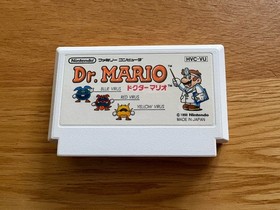 Nintendo ファミリー コンピュータ HVC-VU
Dr. MARIO™
ドクターマリオ
BLUE VIRUS
RED VIRUS
YELLOW VIRUS
© 1990 Nintendo
MADE IN JAPAN